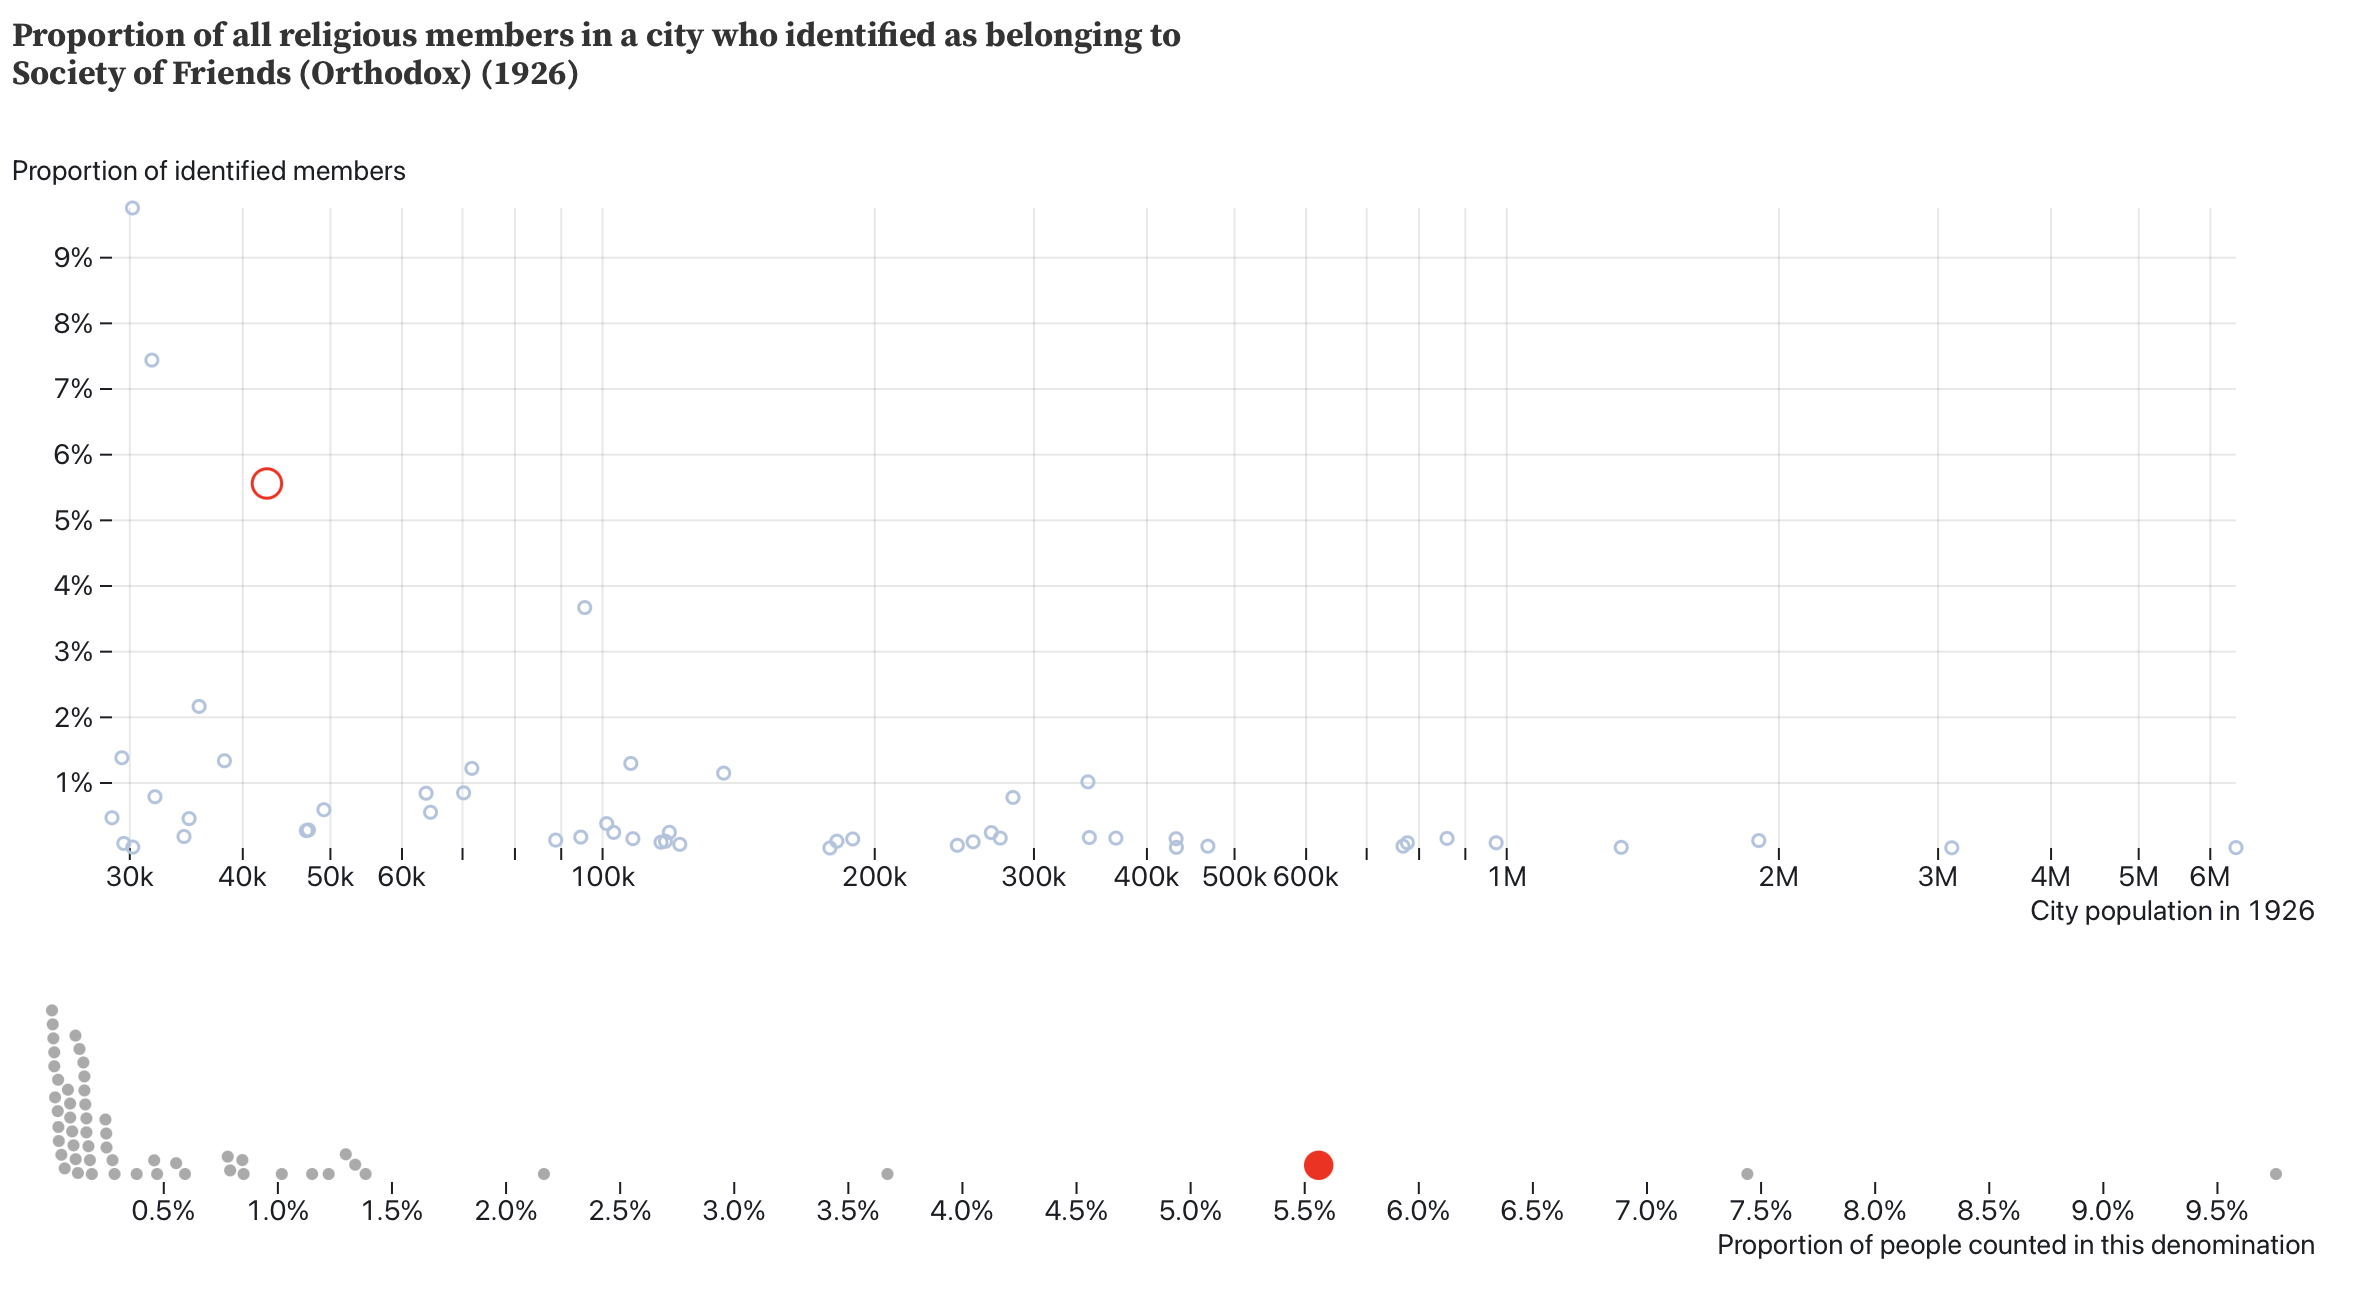 Proportion of all religious members in a city who identified as belonging to
Society of Friends (Orthodox) (1926)
Proportion of identified members
9%
8%
7%
6%
5%
4%
3%
2%
1%
30k 40k 50k 60k 100k 200k 300k 400k 500k 600k 1M 2M 3M 4M 5M 6M
City population in 1926
0.5% 1.0% 1.5% 2.0% 2.5% 3.0% 3.5% 4.0% 4.5% 5.0% 5.5% 6.0% 6.5% 7.0% 7.5% 8.0% 8.5% 9.0% 9.5%
Proportion of people counted in this denomination